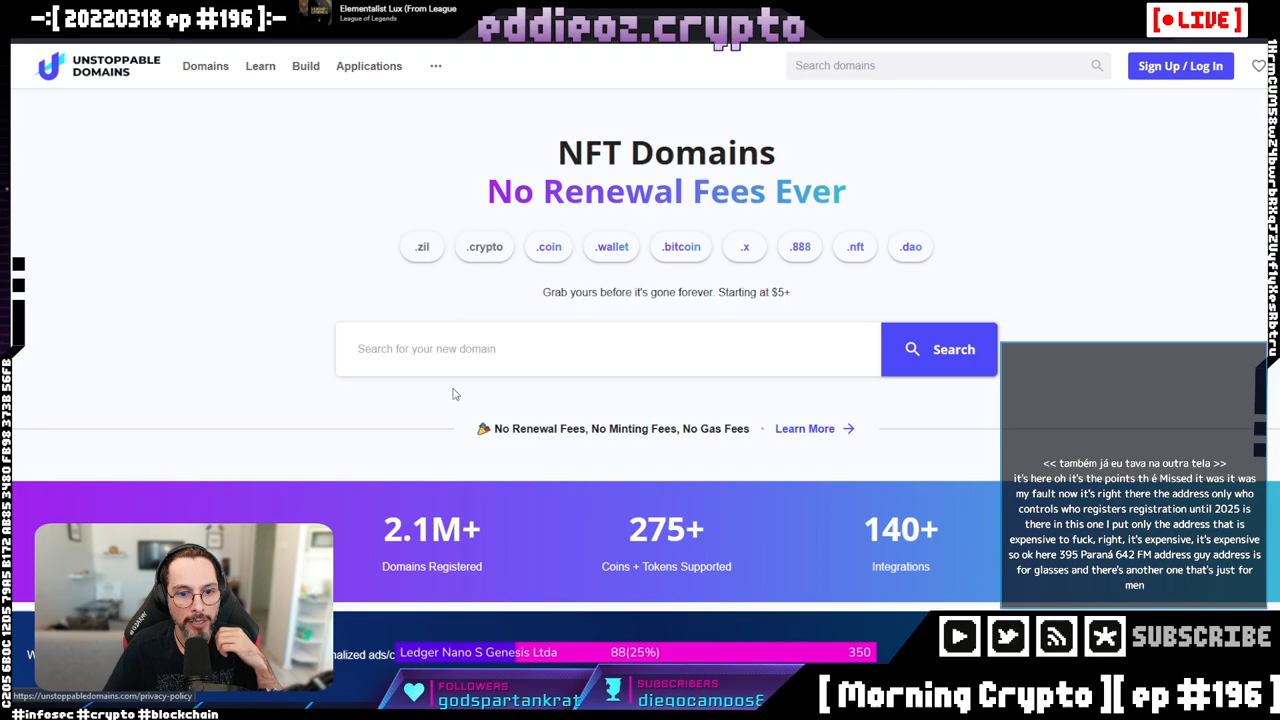 -:[ 20220318 ep #196 ]:-
Elementalist Lux (From League
League of Legends
eddieoz.crypto
[ • LIVE ]
UNSTOPPABLE
DOMAINS
Domains
Learn
Build
Applications
Search domains
Sign Up / Log In
NFT Domains
No Renewal Fees Ever
.zil
.crypto
.coin
.wallet
.bitcoin
.x
.888
.nft
.dao
Grab yours before it's gone forever. Starting at $5+
Search for your new domain
Search
No Renewal Fees, No Minting Fees, No Gas Fees
Learn More
2.1M+
Domains Registered
275+
Coins + Tokens Supported
140+
Integrations
<< também já eu tava na outra tela >>
it's here oh it's the points th é Missed it was it was
my fault now it's right there the address only who
controls who registers registration until 2025 is
there in this one I put only the address that is
expensive to fuck, right, it's expensive, it's expensive
so ok here 395 Paraná 642 FM address guy address is
for glasses and there's another one that's just for
men
Ledger Nano S Genesis Ltda
88(25%)
350
FOLLOWERS
godspartankrat
SUBSCRIBERS
SUBSCRIBE
[ Morning Crypto ][ ep #196 ]
https://unstoppabledomains.com/privacy-policy
#infosec #crypto #blockchain